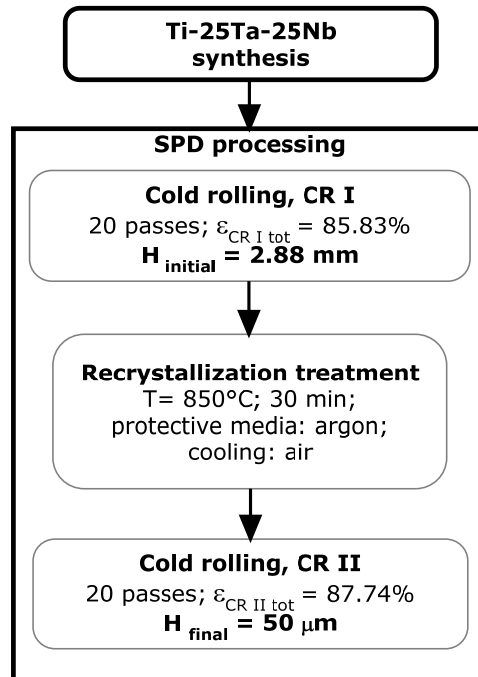 Ti-25Ta-25Nb
synthesis
SPD processing
Cold rolling, CR I
20 passes; ε CR I tot = 85.83%
H initial = 2.88 mm
Recrystallization treatment
T= 850°C; 30 min;
protective media: argon;
cooling: air
Cold rolling, CR II
20 passes; ε CR II tot = 87.74%
H final = 50 μm